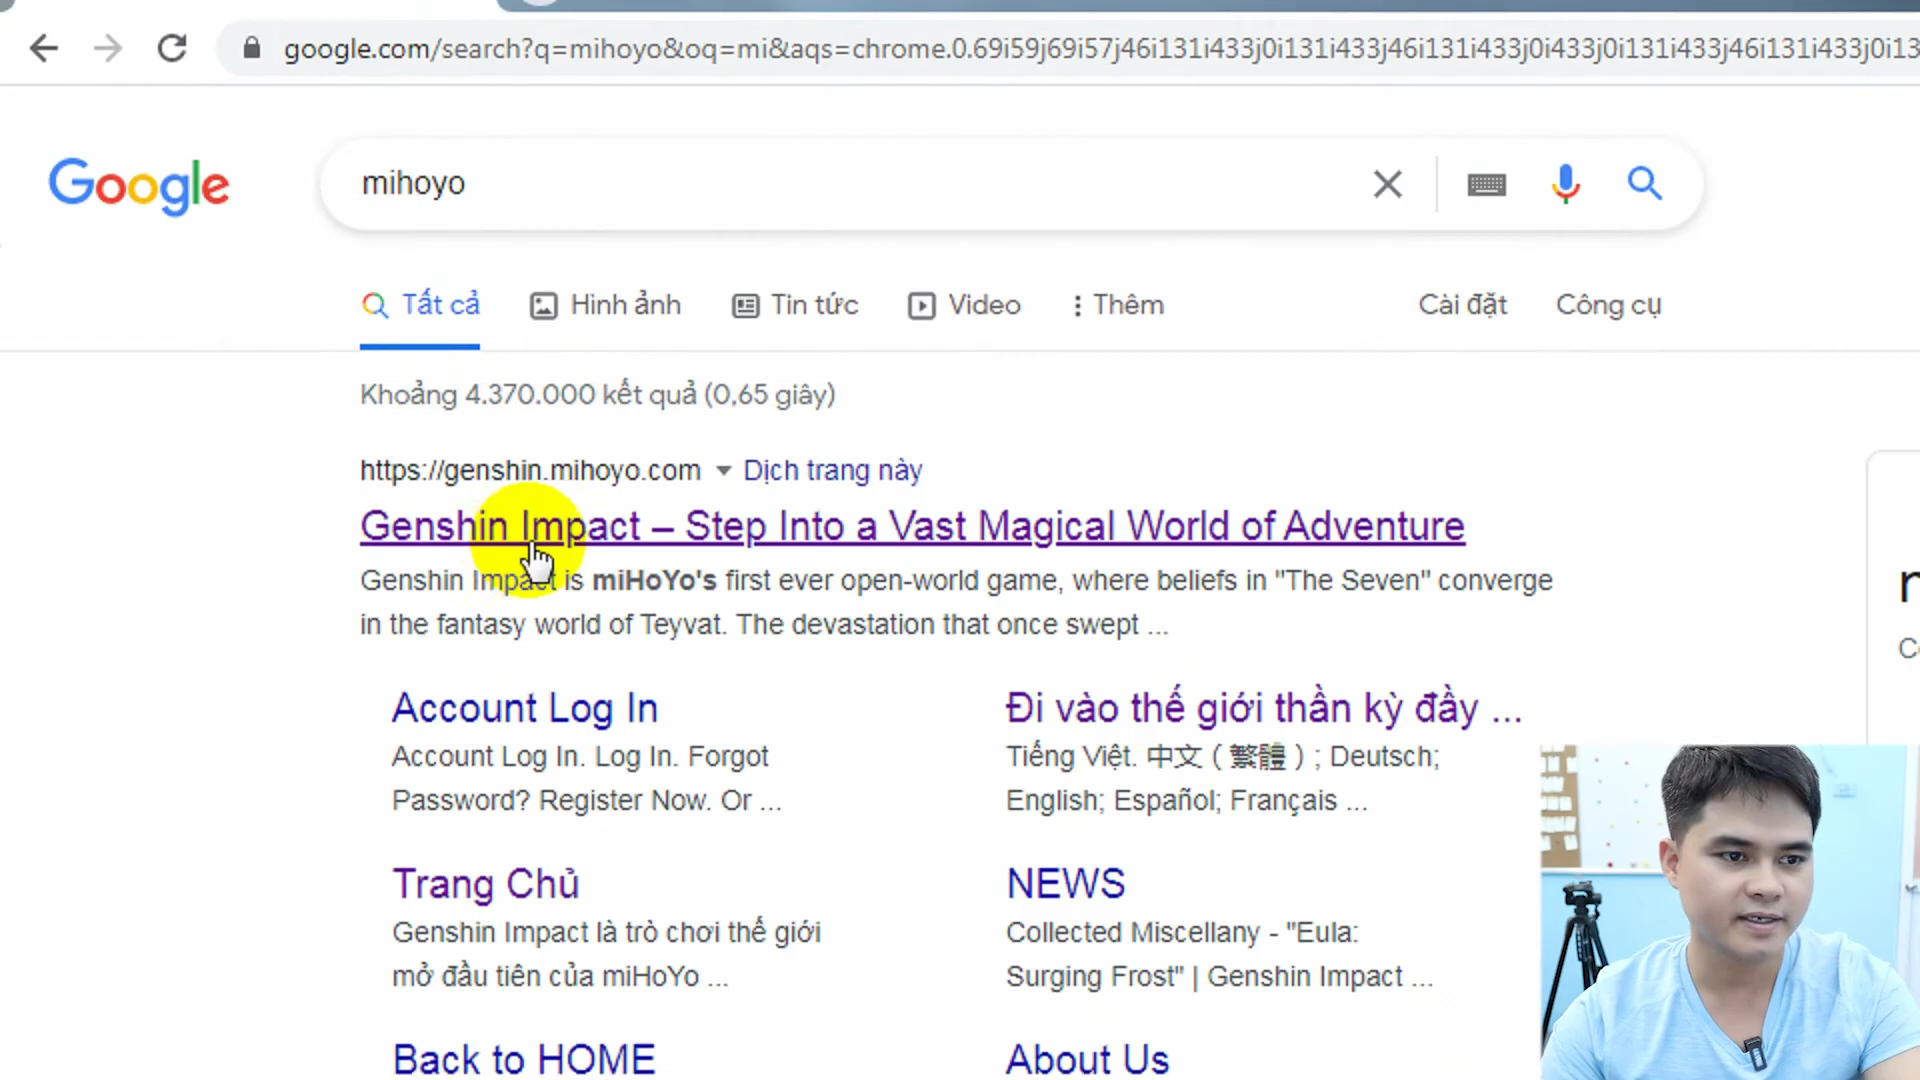 google.com/search?q=mihoyo&oq=mi&aqs=chrome.0.69i59j69i57j46i131i433j0i131i433j46i131i433j0i433j0i131i433j46i131i433j0i13
Google
mihoyo
Tất cả Hình ảnh Tin tức Video Thêm Cài đặt Công cụ
Khoảng 4.370.000 kết quả (0,65 giây)
https://genshin.mihoyo.com Dịch trang này
Genshin Impact – Step Into a Vast Magical World of Adventure
Genshin Impact is miHoYo's first ever open-world game, where beliefs in "The Seven" converge
in the fantasy world of Teyvat. The devastation that once swept ...
Account Log In
Account Log In. Log In. Forgot
Password? Register Now. Or ...
Đi vào thế giới thần kỳ đầy ...
Tiếng Việt. 中文（繁體）; Deutsch;
English; Español; Français ...
Trang Chủ
Genshin Impact là trò chơi thế giới
mở đầu tiên của miHoYo ...
NEWS
Collected Miscellany - "Eula:
Surging Frost" | Genshin Impact ...
Back to HOME
About Us